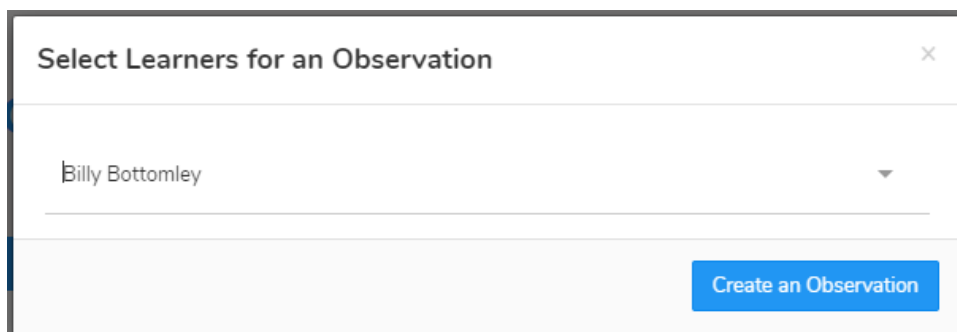 Select Learners for an Observation
Billy Bottomley
Create an Observation